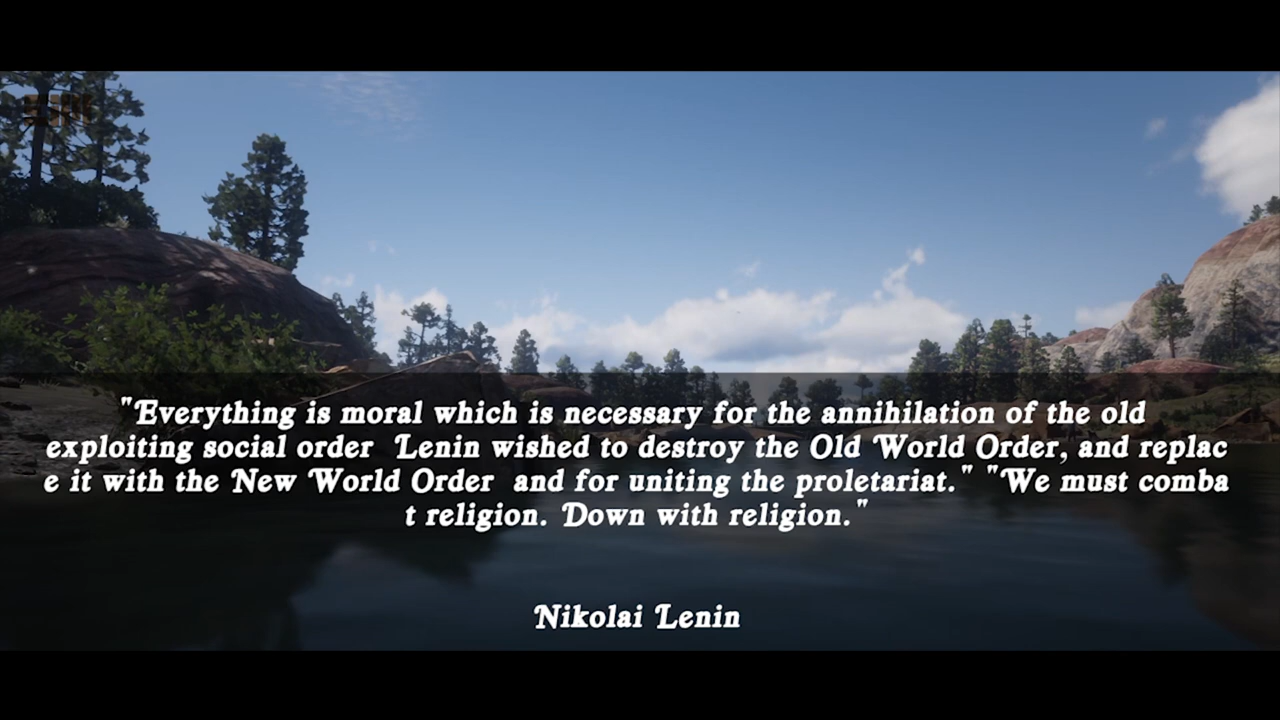 "Everything is moral which is necessary for the annihilation of the old
exploiting social order  Lenin wished to destroy the Old World Order, and replac
e it with the New World Order  and for uniting the proletariat." "We must comba
t religion. Down with religion."
Nikolai Lenin